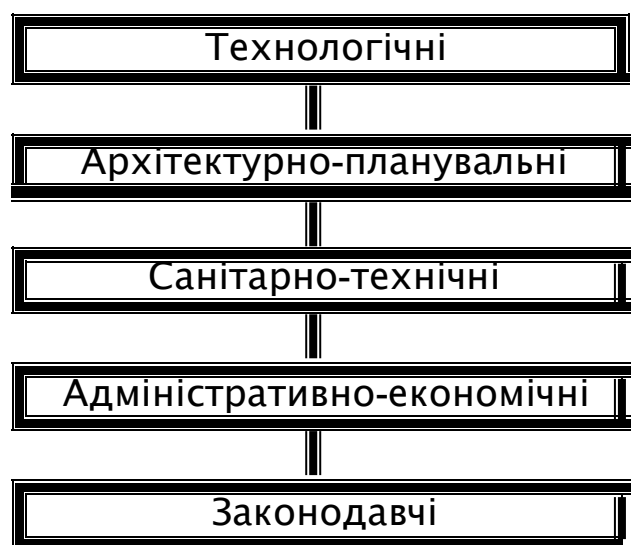 Технологічні
Архітектурно-планувальні
Санітарно-технічні
Адміністративно-економічні
Законодавчі